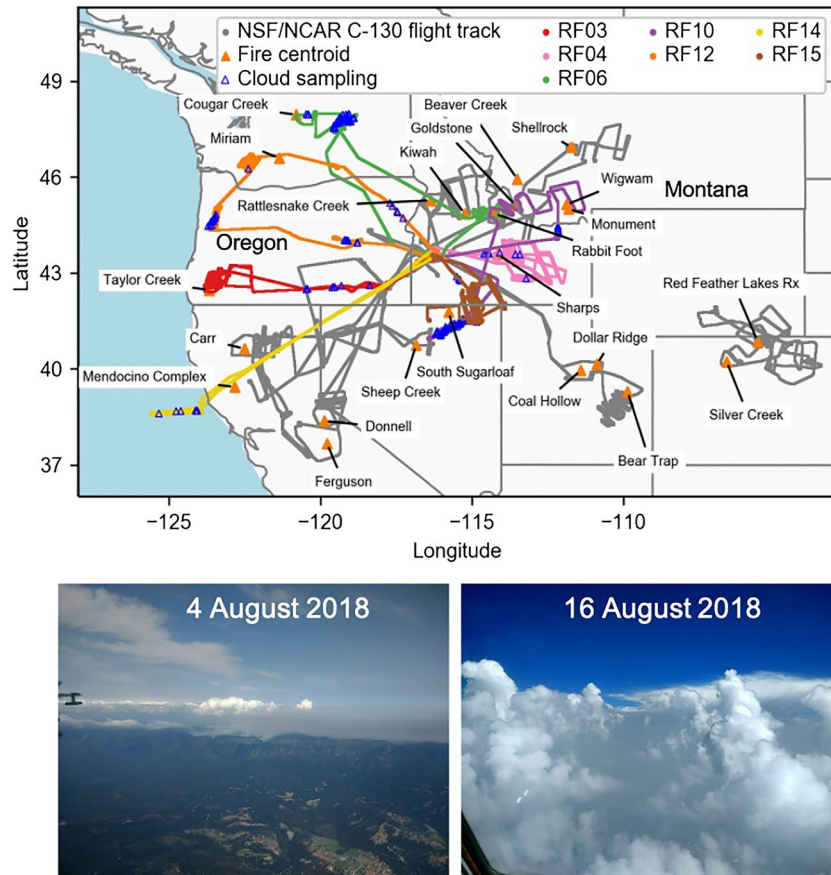 NSF/NCAR C-130 flight track
Fire centroid
Cloud sampling
RF03
RF04
RF06
RF10
RF12
RF14
RF15
49
46
43
40
37
Latitude
Cougar Creek
Miriam
Beaver Creek
Goldstone
Kiwah
Shellrock
Wigwam
Montana
Rattlesnake Creek
Monument
Oregon
Rabbit Foot
Taylor Creek
Sharps
Red Feather Lakes Rx
Carr
Dollar Ridge
Mendocino Complex
South Sugarloaf
Sheep Creek
Coal Hollow
Silver Creek
Donnell
Bear Trap
Ferguson
−125
−120
−115
−110
Longitude
4 August 2018
16 August 2018